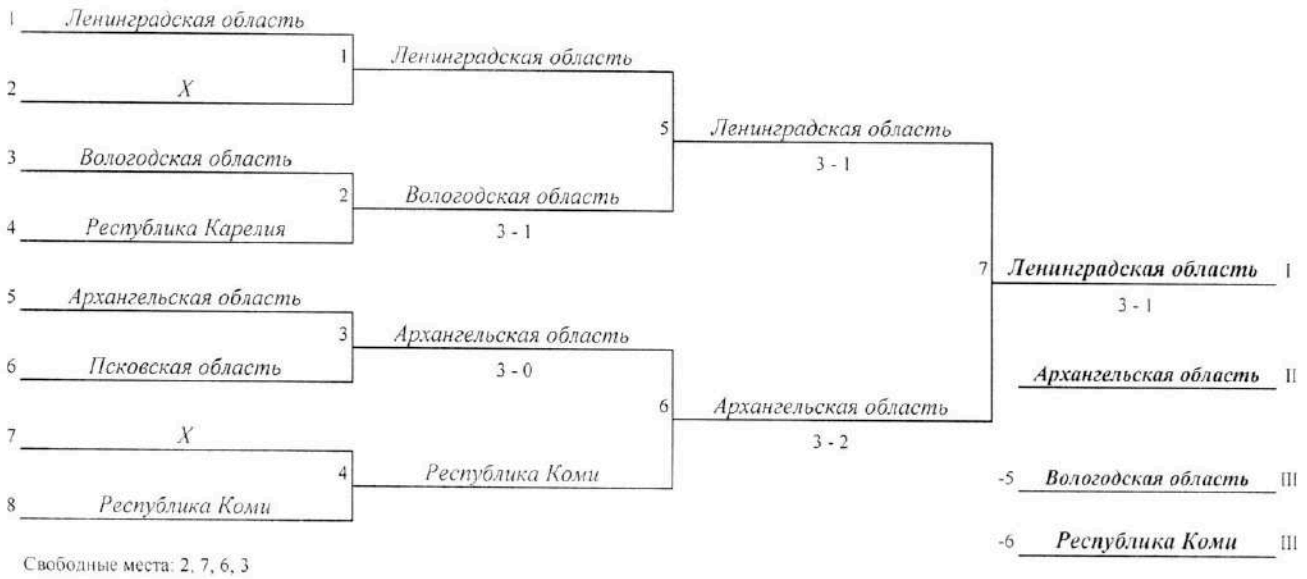 1 Ленинградская область
1 Ленинградская область
2 X
5 Ленинградская область
3 - 1
3 Вологодская область
2 Вологодская область
3 - 1
4 Республика Карелия
7 Ленинградская область I
3 - 1
5 Архангельская область
3 Архангельская область
3 - 0
6 Псковская область
Архангельская область II
6 Архангельская область
3 - 2
7 X
4 Республика Коми
8 Республика Коми
-5 Вологодская область III
-6 Республика Коми III
Свободные места: 2, 7, 6, 3